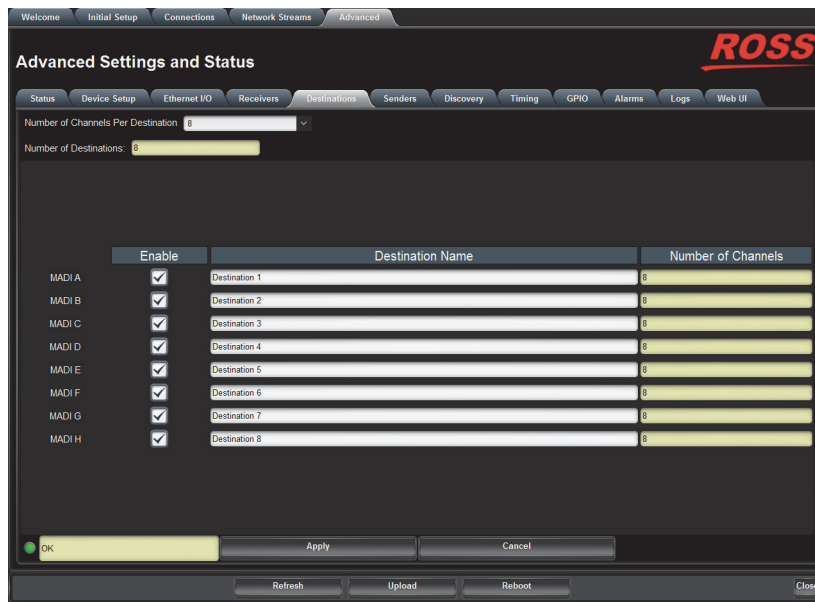 Welcome Initial Setup Connections Network Streams Advanced
ROSS
Advanced Settings and Status
Status Device Setup Ethernet I/O Receivers Destinations Senders Discovery Timing GPIO Alarms Logs Web UI
Number of Channels Per Destination 8
Number of Destinations: 8
Enable Destination Name Number of Channels
MADI A Destination 1 8
MADI B Destination 2 8
MADI C Destination 3 8
MADI D Destination 4 8
MADI E Destination 5 8
MADI F Destination 6 8
MADI G Destination 7 8
MADI H Destination 8 8
OK Apply Cancel
Refresh Upload Reboot Close